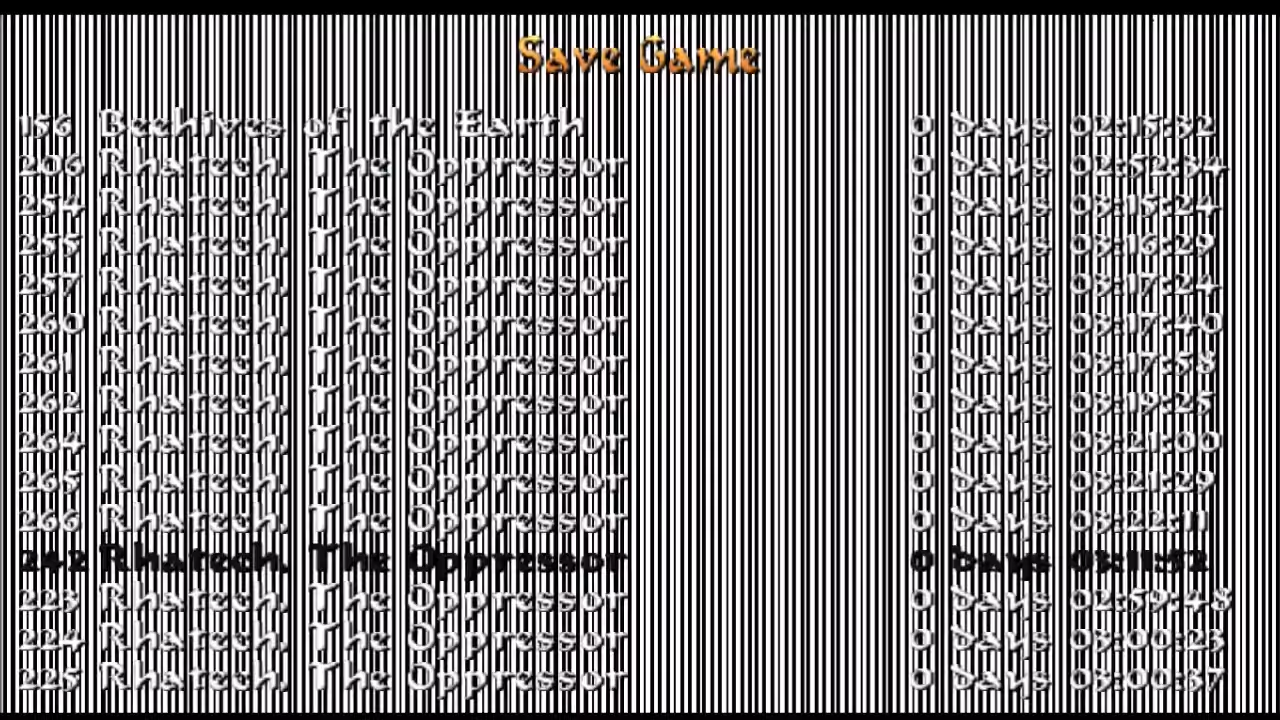 Save Game
156 Beehives of the Earth 0 days 02:15:32
206 Rhatech, The Oppressor 0 days 02:52:34
254 Rhatech, The Oppressor 0 days 03:15:24
255 Rhatech, The Oppressor 0 days 03:16:29
257 Rhatech, The Oppressor 0 days 03:17:24
260 Rhatech, The Oppressor 0 days 03:17:40
261 Rhatech, The Oppressor 0 days 03:17:58
262 Rhatech, The Oppressor 0 days 03:19:25
264 Rhatech, The Oppressor 0 days 03:21:00
265 Rhatech, The Oppressor 0 days 03:21:29
266 Rhatech, The Oppressor 0 days 03:22:11
242 Rhatech, The Oppressor 0 days 03:11:52
223 Rhatech, The Oppressor 0 days 02:59:48
224 Rhatech, The Oppressor 0 days 03:00:23
225 Rhatech, The Oppressor 0 days 03:00:37